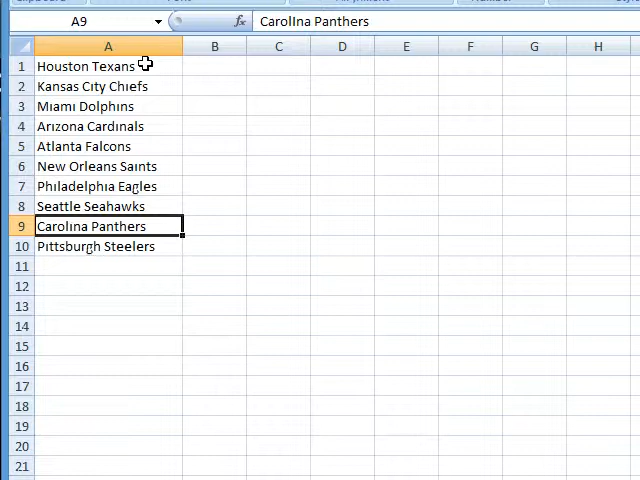 A9 fx Carolina Panthers
A B C D E F G H
1 Houston Texans
2 Kansas City Chiefs
3 Miami Dolphins
4 Arizona Cardinals
5 Atlanta Falcons
6 New Orleans Saints
7 Philadelphia Eagles
8 Seattle Seahawks
9 Carolina Panthers
10 Pittsburgh Steelers
11
12
13
14
15
16
17
18
19
20
21